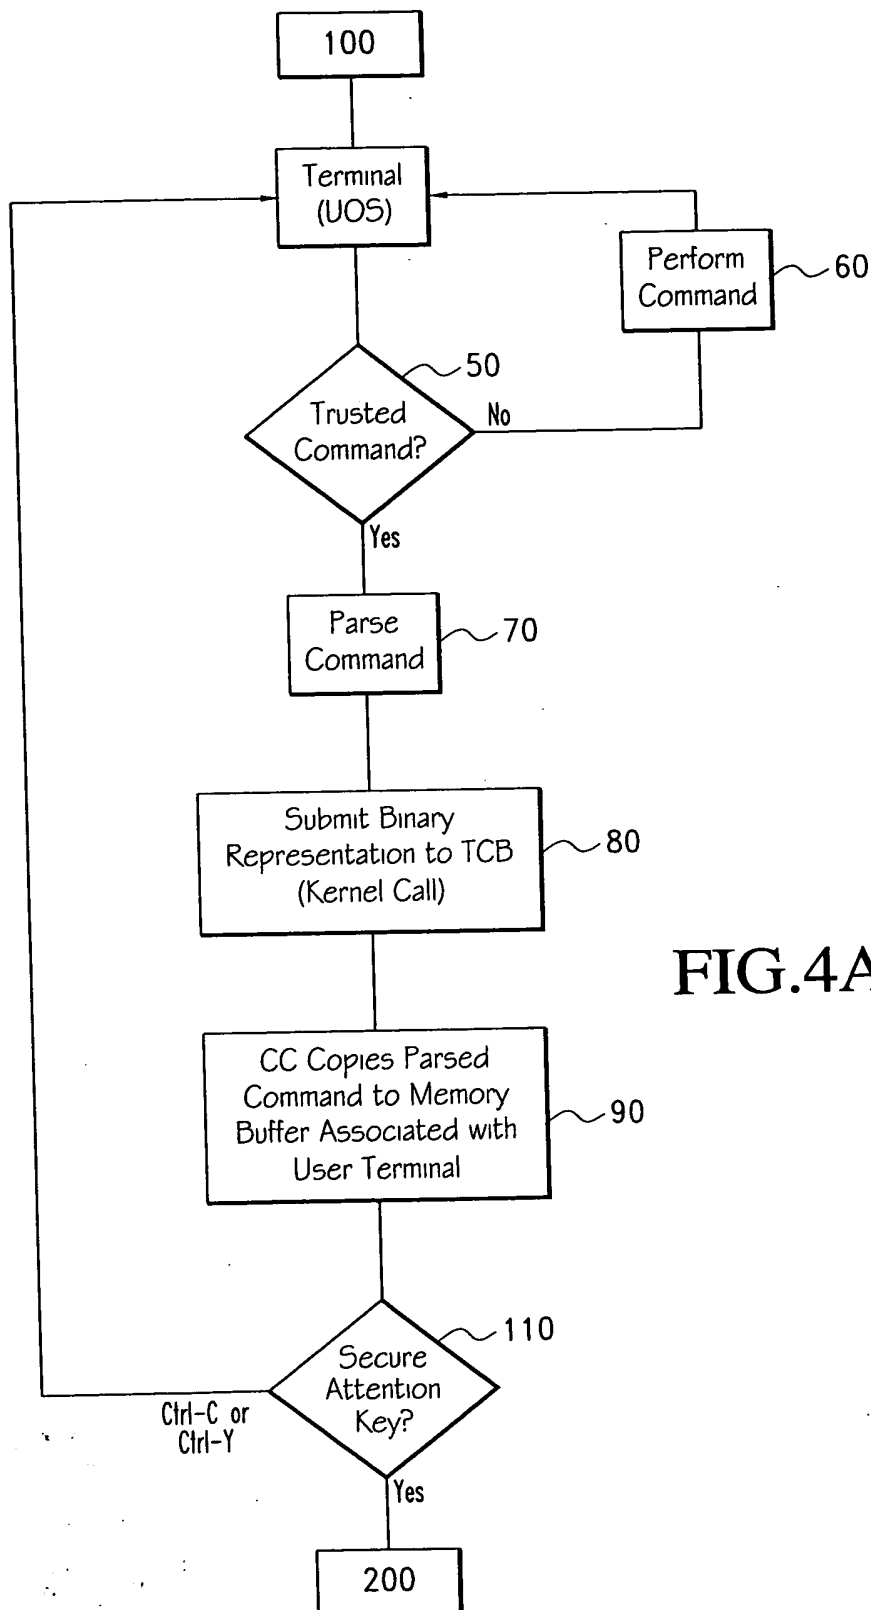 100
Terminal
(UOS)
Perform
Command
60
50
Trusted
Command?
No
Yes
Parse
Command
70
Submit Binary
Representation to TCB
(Kernel Call)
80
FIG.4A
CC Copies Parsed
Command to Memory
Buffer Associated with
User Terminal
90
110
Secure
Attention
Key?
Ctrl-C or
Ctrl-Y
Yes
200